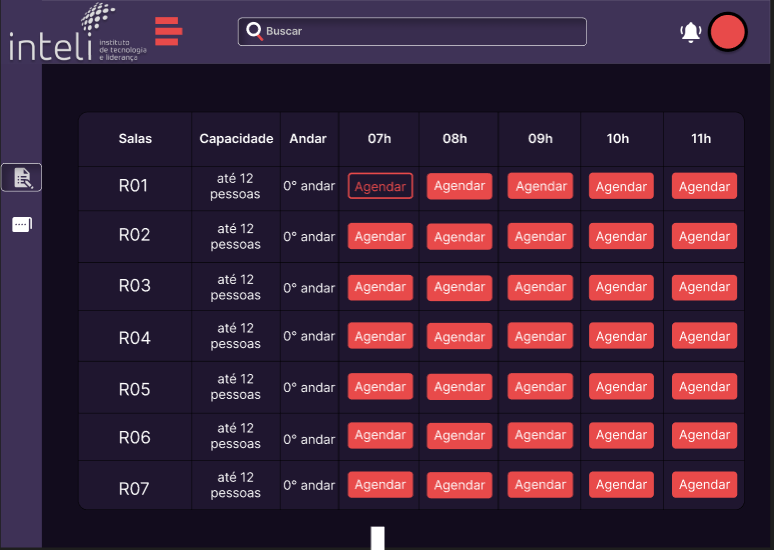 inteli
instituto
de tecnologia
e liderança
Buscar
Salas Capacidade Andar 07h 08h 09h 10h 11h
R01 até 12 pessoas 0° andar Agendar Agendar Agendar Agendar Agendar
R02 até 12 pessoas 0° andar Agendar Agendar Agendar Agendar Agendar
R03 até 12 pessoas 0° andar Agendar Agendar Agendar Agendar Agendar
R04 até 12 pessoas 0° andar Agendar Agendar Agendar Agendar Agendar
R05 até 12 pessoas 0° andar Agendar Agendar Agendar Agendar Agendar
R06 até 12 pessoas 0° andar Agendar Agendar Agendar Agendar Agendar
R07 até 12 pessoas 0° andar Agendar Agendar Agendar Agendar Agendar